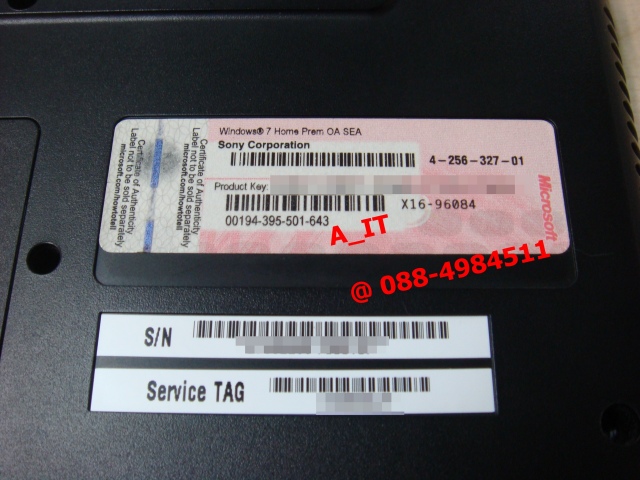 Certificate of Authenticity
Label not to be sold separately
microsoft.com/howtotell
Certificate of Authenticity
Label not to be sold separately
microsoft.com/howtotell
Windows® 7 Home Prem OA SEA
Sony Corporation
4-256-327-01
Product Key:
X16-96084
00194-395-501-643
Microsoft
A_IT
@ 088-4984511
S/N
Service TAG